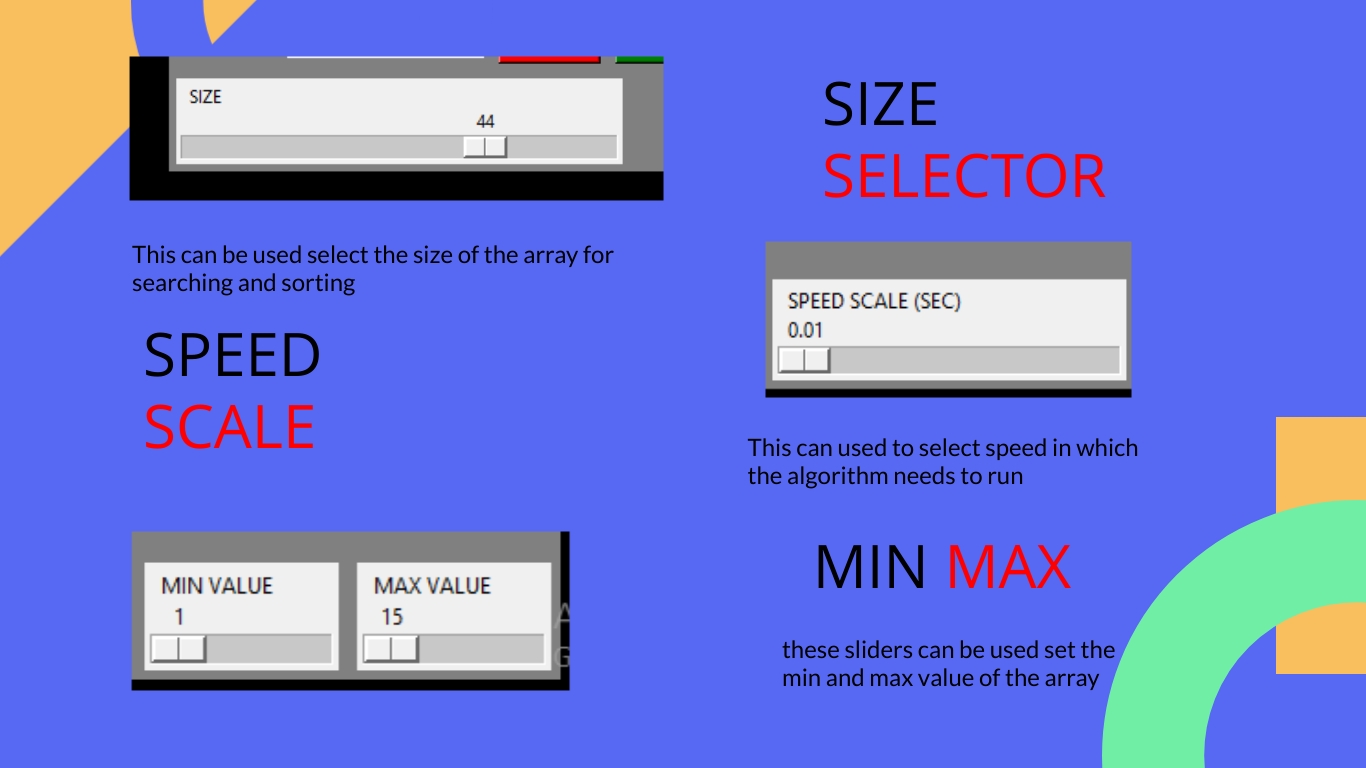 SIZE
44
SIZE
SELECTOR
This can be used select the size of the array for
searching and sorting
SPEED SCALE (SEC)
0.01
SPEED
SCALE
This can used to select speed in which
the algorithm needs to run
MIN VALUE
1
MAX VALUE
15
A
G
MIN MAX
these sliders can be used set the
min and max value of the array